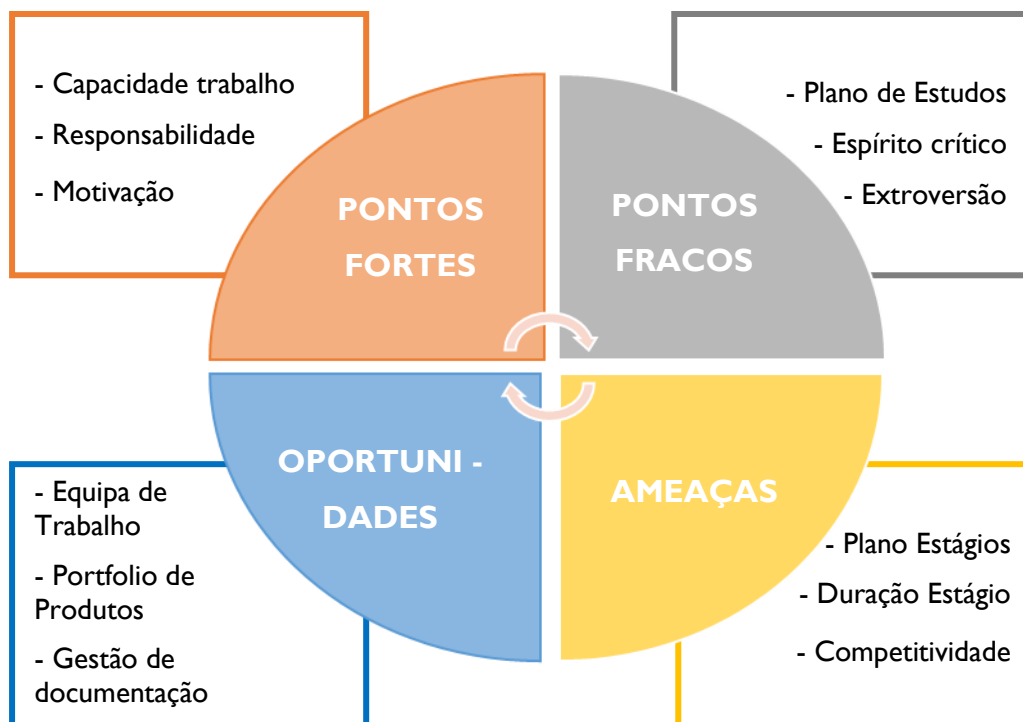 - Capacidade trabalho
- Responsabilidade
- Motivação
- Plano de Estudos
- Espírito crítico
- Extroversão
PONTOS
FORTES
PONTOS
FRACOS
OPORTUNI -
DADES
AMEAÇAS
- Equipa de
Trabalho
- Portfolio de
Produtos
- Gestão de
documentação
- Plano Estágios
- Duração Estágio
- Competitividade